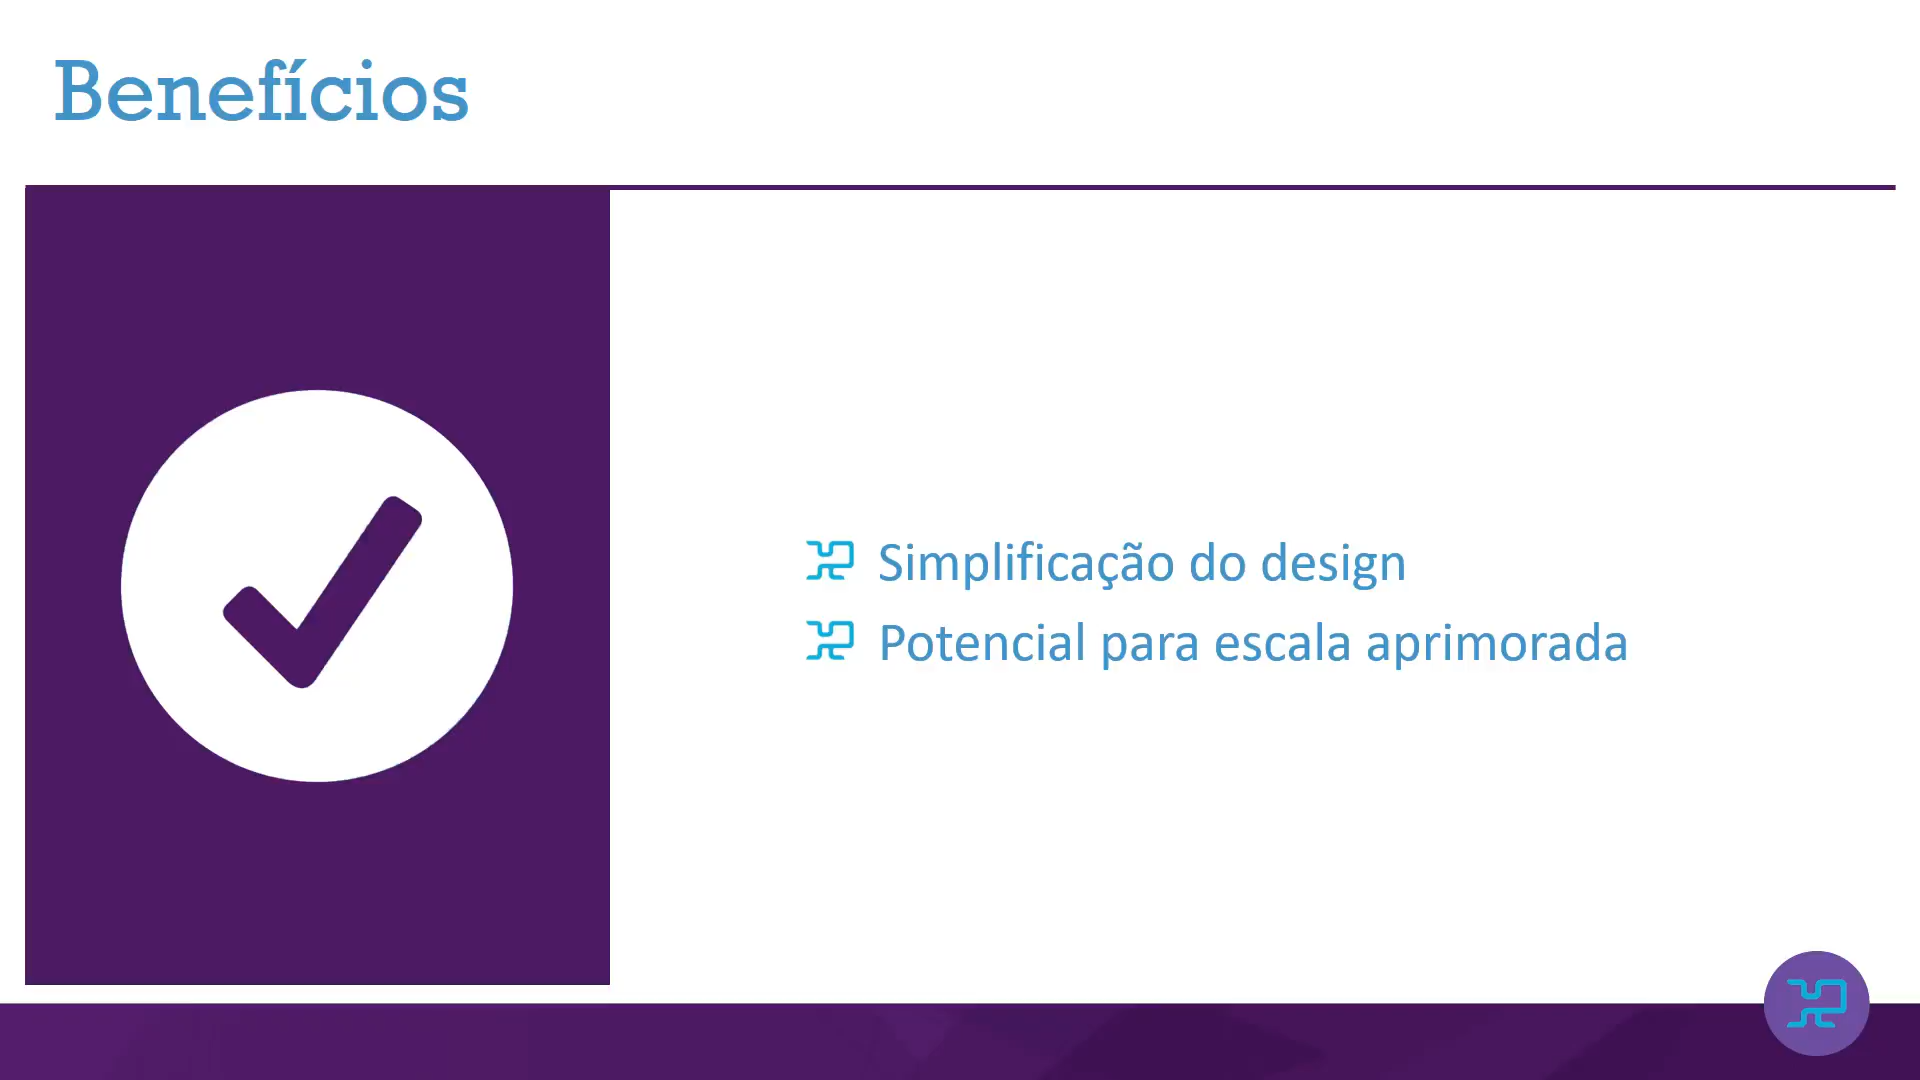 Benefícios
Simplificação do design
Potencial para escala aprimorada